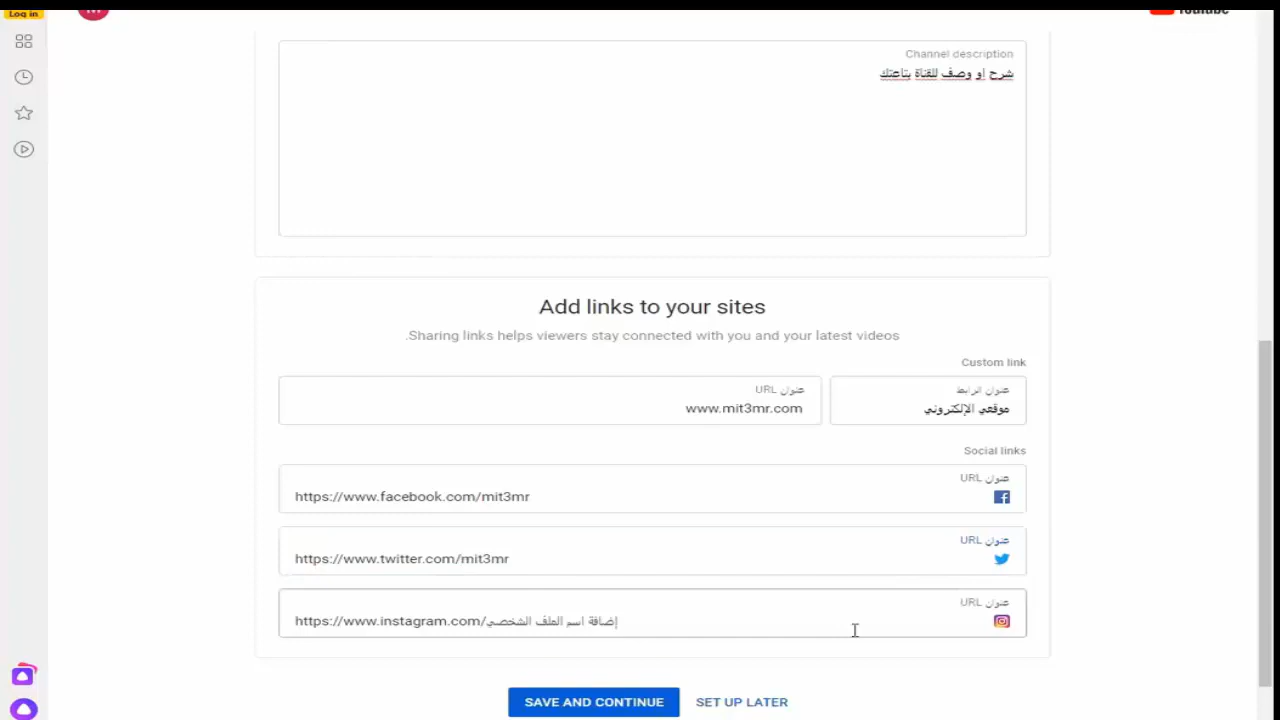 Log in
YouTube
Channel description
شرح او وصف للقناة بتاعتك
Add links to your sites
.Sharing links helps viewers stay connected with you and your latest videos
Custom link
عنوان الرابط
موقعي الإلكتروني
عنوان URL
www.mit3mr.com
Social links
عنوان URL
https://www.facebook.com/mit3mr
عنوان URL
https://www.twitter.com/mit3mr
عنوان URL
https://www.instagram.com/إضافة اسم الملف الشخصي
SAVE AND CONTINUE
SET UP LATER